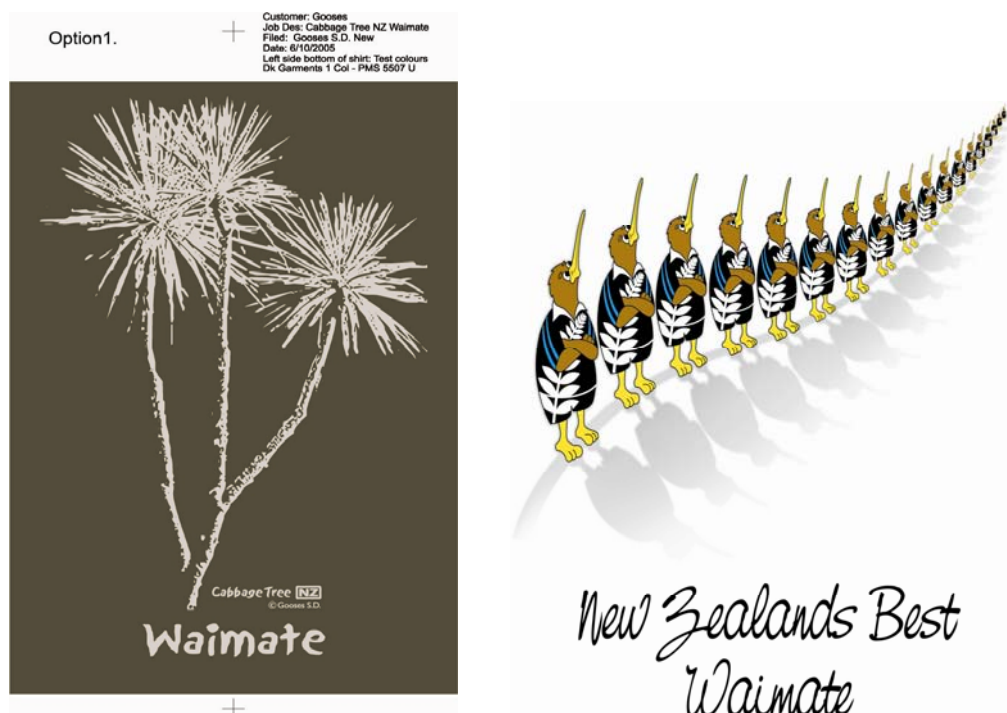 Option1.
Customer: Gooses
Job Des: Cabbage Tree NZ Waimate
Filed:  Gooses S.D. New
Date: 6/10/2005
Left side bottom of shirt: Test colours
Dk Garments 1 Col - PMS 5507 U
Cabbage Tree NZ
© Gooses S.D.
Waimate
New Zealands Best
Waimate